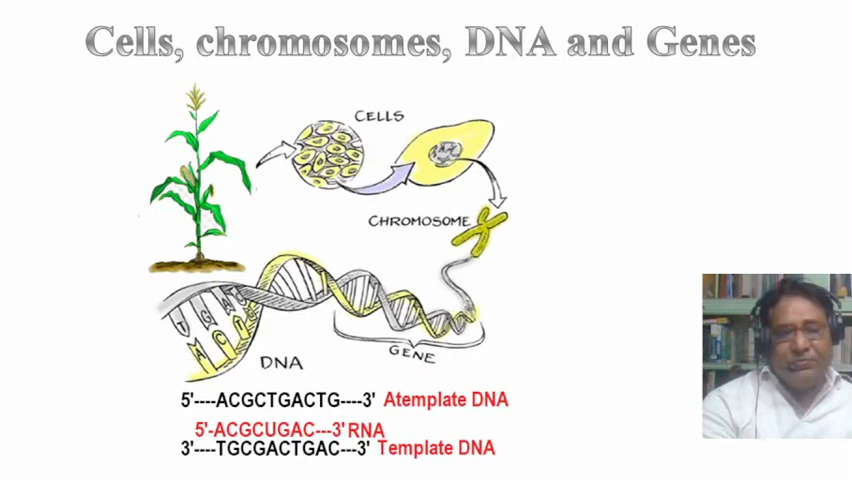 Cells, chromosomes, DNA and Genes
CELLS
CHROMOSOME
DNA
GENE
5'----ACGCTGACTG----3' Atemplate DNA
5'-ACGCUGAC---3' RNA
3'----TGCGACTGAC---3' Template DNA